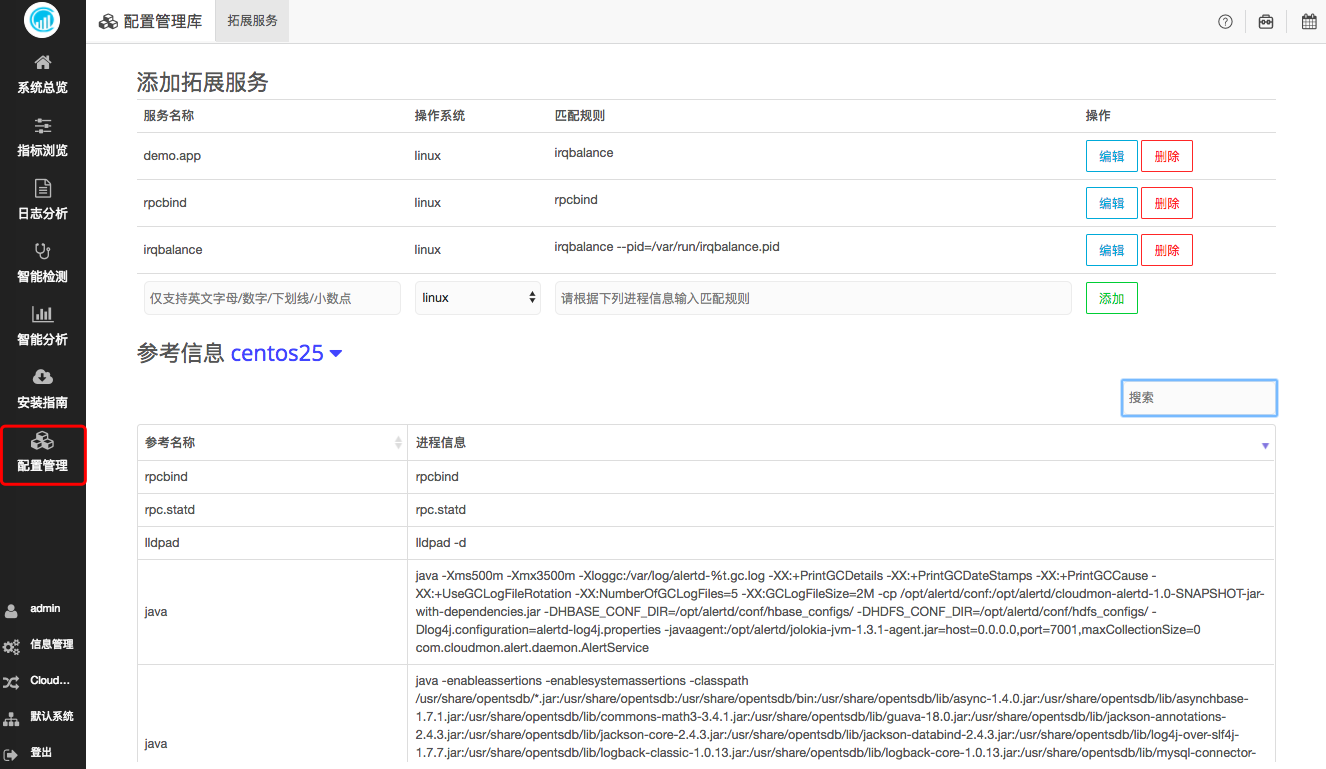 配置管理库
拓展服务
系统总览
指标浏览
日志分析
智能检测
智能分析
安装指南
配置管理
admin
信息管理
Cloud...
默认系统
登出
添加拓展服务
服务名称 操作系统 匹配规则 操作
demo.app linux irqbalance 编辑 删除
rpcbind linux rpcbind 编辑 删除
irqbalance linux irqbalance --pid=/var/run/irqbalance.pid 编辑 删除
仅支持英文字母/数字/下划线/小数点 linux 请根据下列进程信息输入匹配规则 添加
参考信息 centos25
搜索
参考名称 进程信息
rpcbind rpcbind
rpc.statd rpc.statd
lldpad lldpad -d
java
java -Xms500m -Xmx3500m -Xloggc:/var/log/alertd-%t.gc.log -XX:+PrintGCDetails -XX:+PrintGCDateStamps -XX:+PrintGCCause -
XX:+UseGCLogFileRotation -XX:NumberOfGCLogFiles=5 -XX:GCLogFileSize=2M -cp /opt/alertd/conf:/opt/alertd/cloudmon-alertd-1.0-SNAPSHOT-jar-
with-dependencies.jar -DHBASE_CONF_DIR=/opt/alertd/conf/hbase_configs/ -DHDFS_CONF_DIR=/opt/alertd/conf/hdfs_configs/ -
Dlog4j.configuration=alertd-log4j.properties -javaagent:/opt/alertd/jolokia-jvm-1.3.1-agent.jar=host=0.0.0.0,port=7001,maxCollectionSize=0
com.cloudmon.alert.daemon.AlertService
java
java -enableassertions -enablesystemassertions -classpath
/usr/share/opentsdb/*.jar:/usr/share/opentsdb:/usr/share/opentsdb/bin:/usr/share/opentsdb/lib/async-1.4.0.jar:/usr/share/opentsdb/lib/asynchbase-
1.7.1.jar:/usr/share/opentsdb/lib/commons-math3-3.4.1.jar:/usr/share/opentsdb/lib/guava-18.0.jar:/usr/share/opentsdb/lib/jackson-annotations-
2.4.3.jar:/usr/share/opentsdb/lib/jackson-core-2.4.3.jar:/usr/share/opentsdb/lib/jackson-databind-2.4.3.jar:/usr/share/opentsdb/lib/log4j-over-slf4j-
1.7.7.jar:/usr/share/opentsdb/lib/logback-classic-1.0.13.jar:/usr/share/opentsdb/lib/logback-core-1.0.13.jar:/usr/share/opentsdb/lib/mysql-connector-